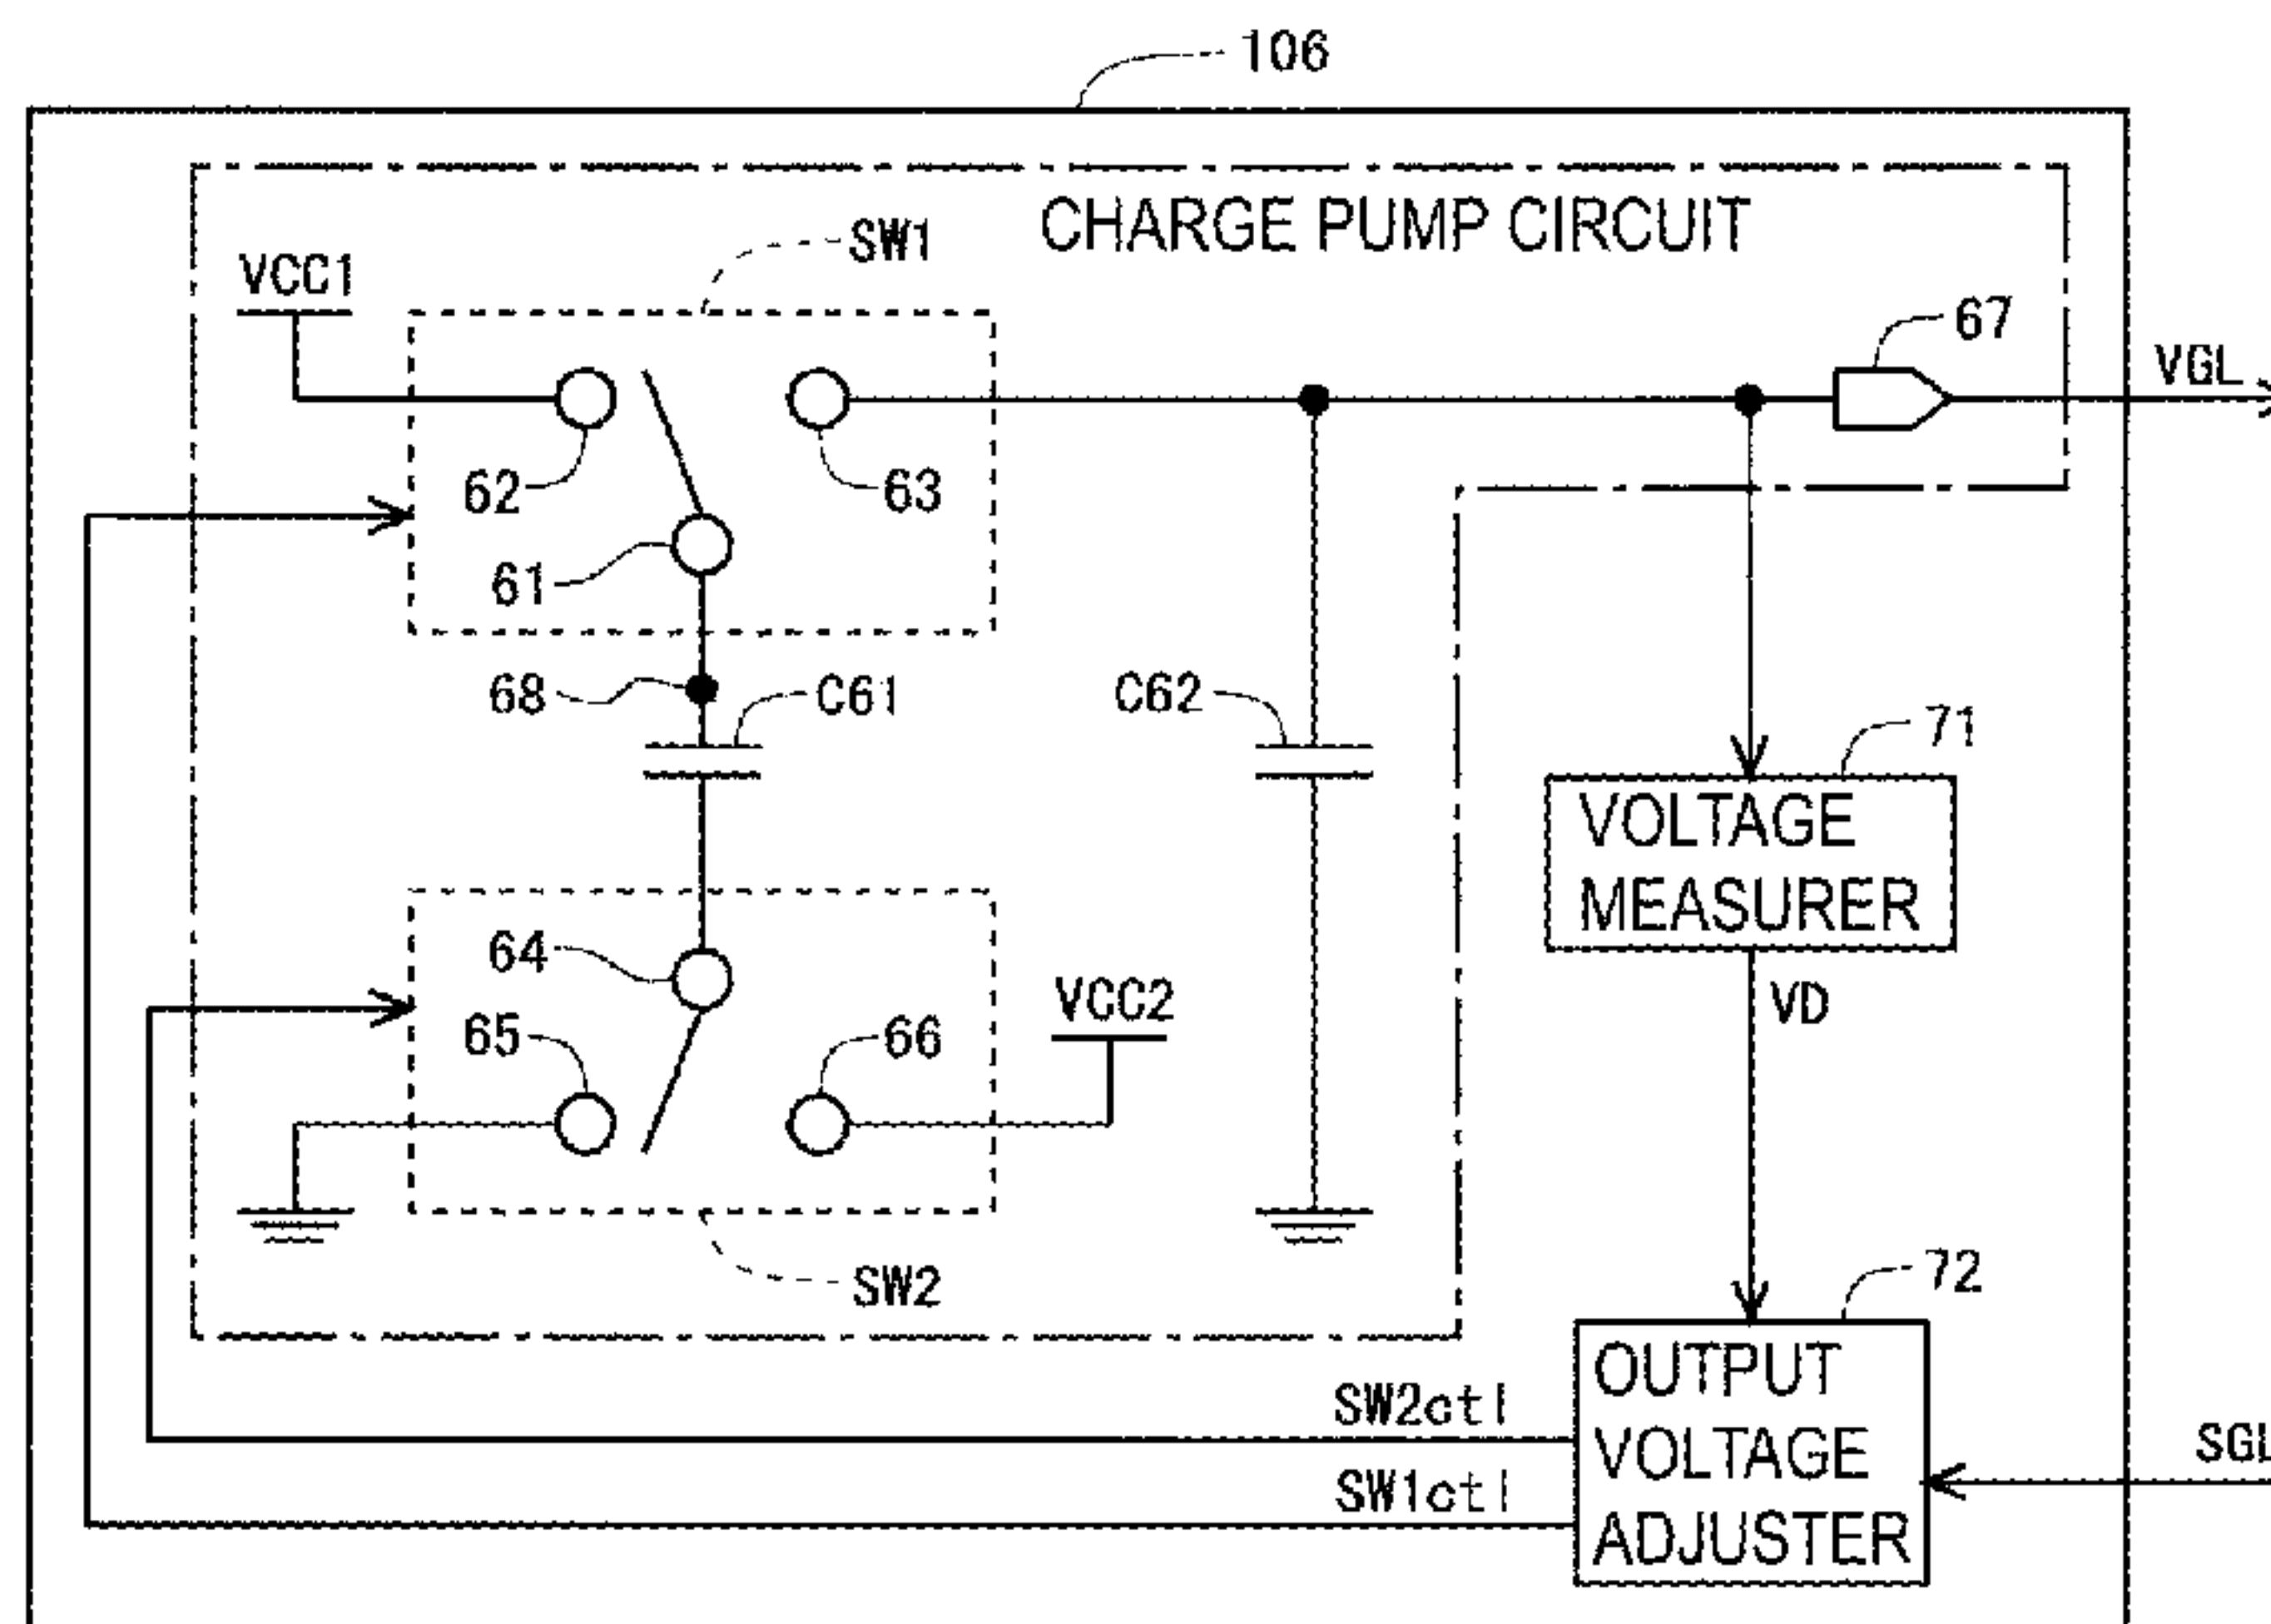 106
CHARGE PUMP CIRCUIT
SW1
VCC1
67
VGL
62
63
61
68
C61
C62
71
VOLTAGE
MEASURER
64
VCC2
VD
65
66
72
SW2
OUTPUT
VOLTAGE
ADJUSTER
SW2ctl
SGL
SW1ctl